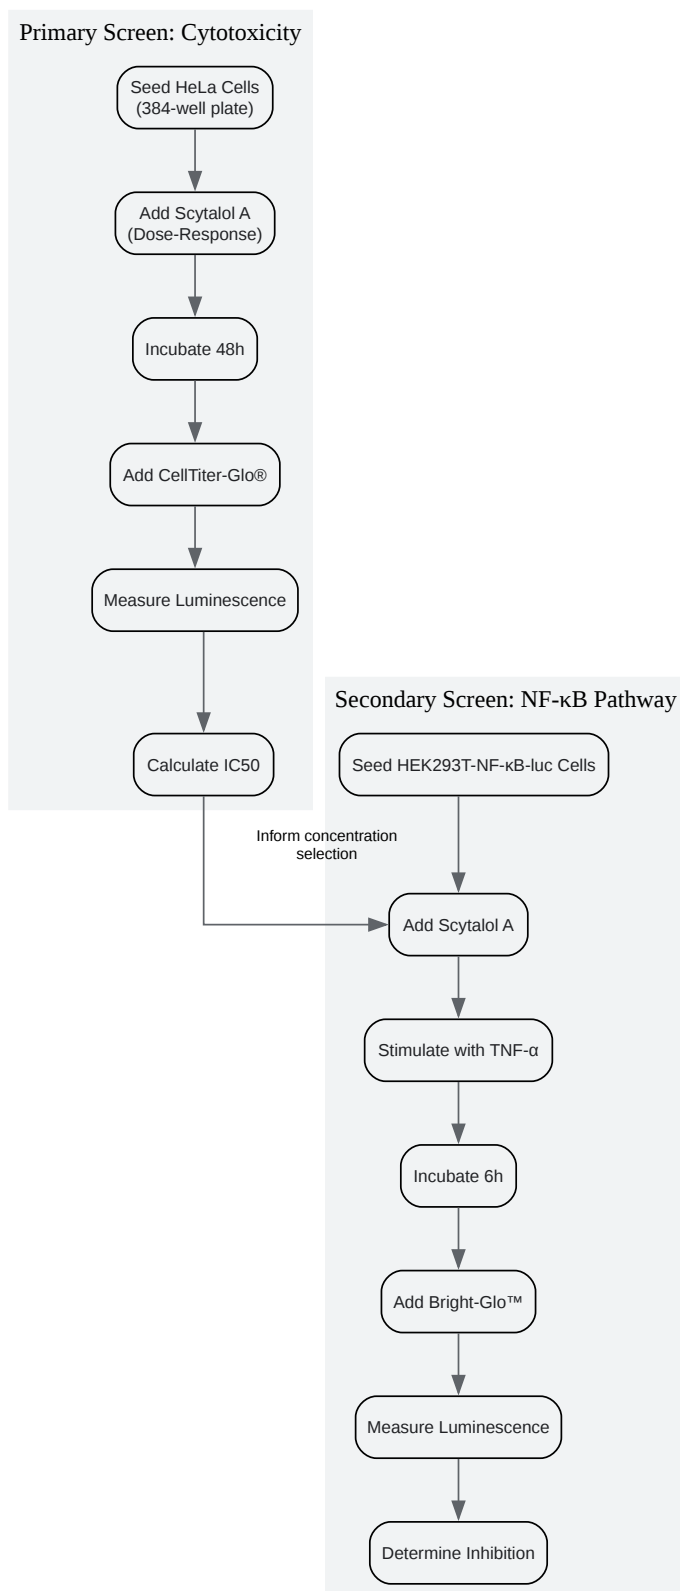 Primary Screen: Cytotoxicity
Seed HeLa Cells
(384-well plate)
Add Scytalol A
(Dose-Response)
Incubate 48h
Add CellTiter-Glo®
Measure Luminescence
Calculate IC50
Inform concentration
selection
Secondary Screen: NF-κB Pathway
Seed HEK293T-NF-κB-luc Cells
Add Scytalol A
Stimulate with TNF-α
Incubate 6h
Add Bright-Glo™
Measure Luminescence
Determine Inhibition